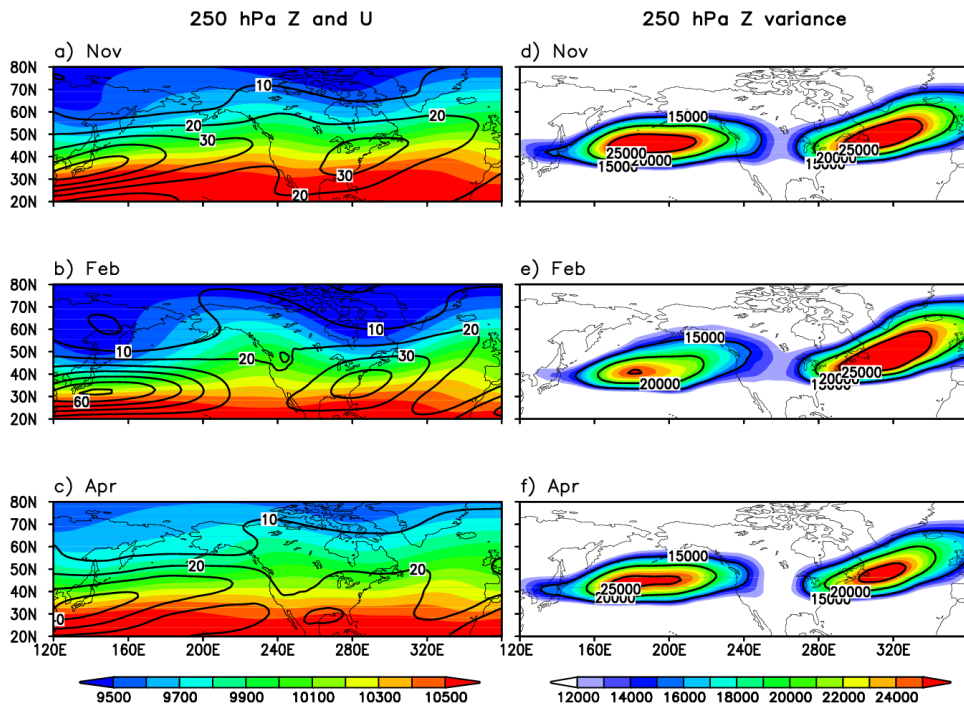 250 hPa Z and U
250 hPa Z variance
a) Nov
80N
70N
60N
50N
40N
30N
20N
10
20
20
30
30
20
d) Nov
15000
25000
20000
15000
20000
25000
b) Feb
80N
70N
60N
50N
40N
30N
20N
10
10
20
20
30
60
e) Feb
15000
20000
25000
c) Apr
80N
70N
60N
50N
40N
30N
20N
10
20
20
120E
160E
200E
240E
280E
320E
f) Apr
15000
25000
20000
20000
15000
120E
160E
200E
240E
280E
320E
9500
9700
9900
10100
10300
10500
12000
14000
16000
18000
20000
22000
24000